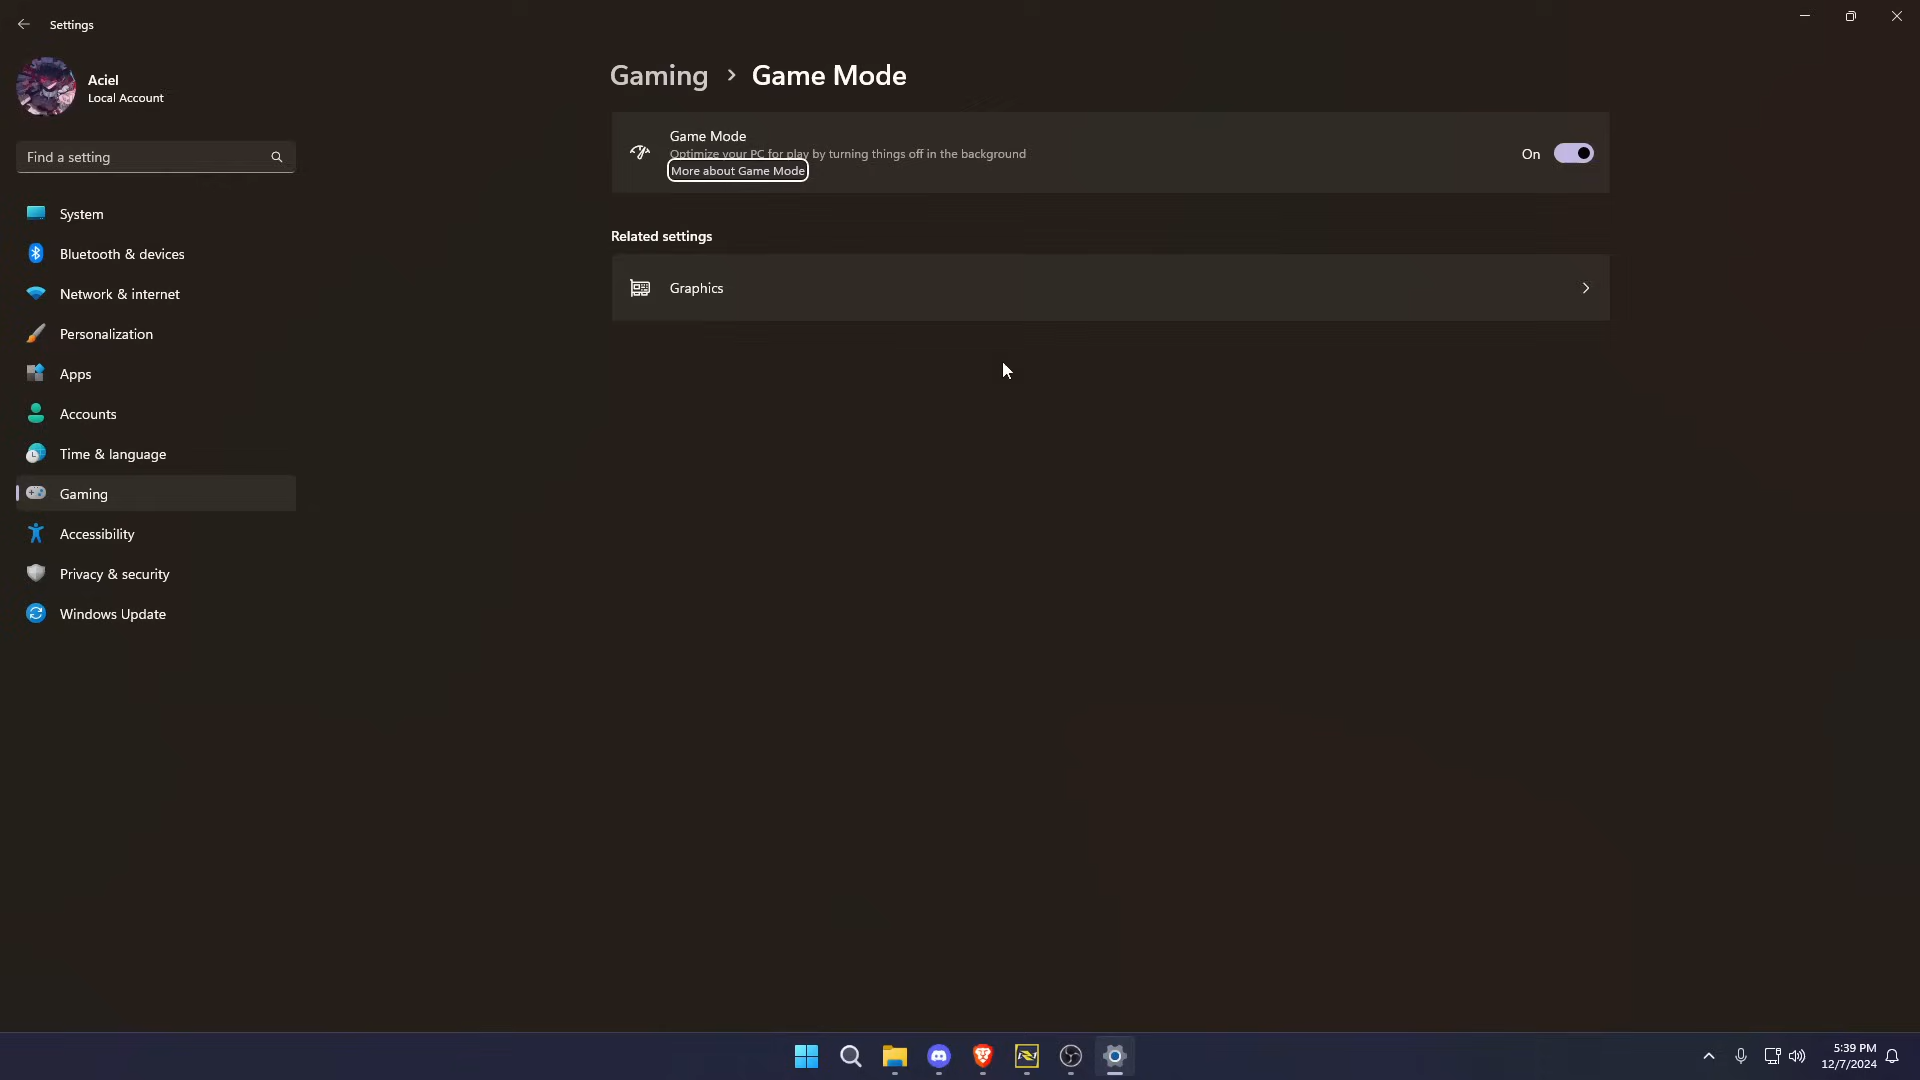 Settings
Aciel
Local Account
Find a setting
System
Bluetooth & devices
Network & internet
Personalization
Apps
Accounts
Time & language
Gaming
Accessibility
Privacy & security
Windows Update
Gaming > Game Mode
Game Mode
Optimize your PC for play by turning things off in the background
More about Game Mode
On
Related settings
Graphics
5:39 PM
12/7/2024